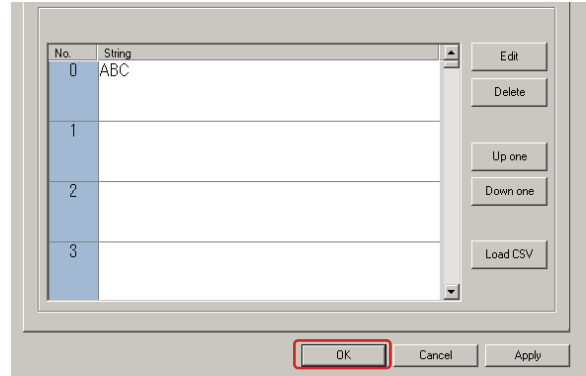 No. String
0 ABC
1
2
3
Edit
Delete
Up one
Down one
Load CSV
OK Cancel Apply